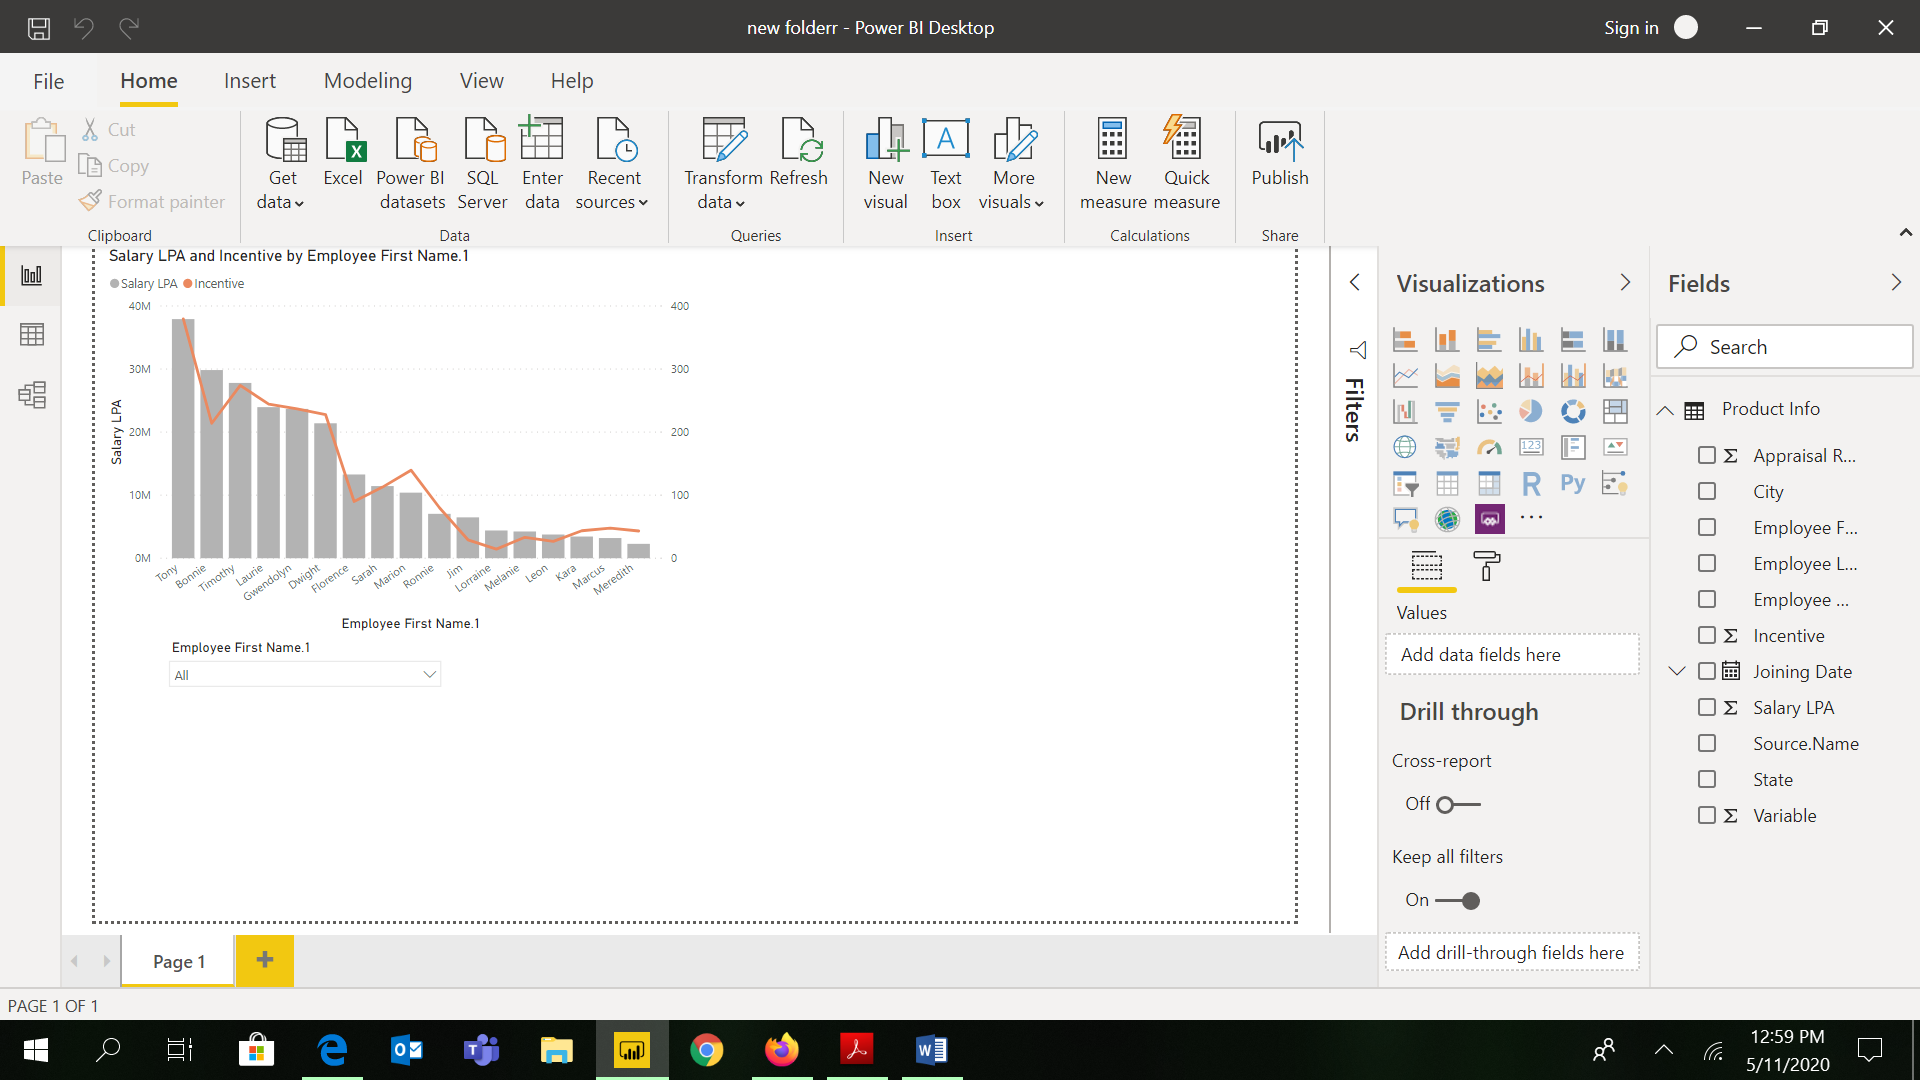 new folderr - Power BI Desktop
Sign in
File
Home
Insert
Modeling
View
Help
Paste
Cut
Copy
Format painter
Clipboard
Get data
Excel
Power BI datasets
SQL Server
Enter data
Recent sources
Data
Transform data
Refresh
Queries
New visual
Text box
More visuals
Insert
New measure
Quick measure
Calculations
Publish
Share
Salary LPA and Incentive by Employee First Name.1
Salary LPA
Incentive
40M
30M
20M
10M
0M
Salary LPA
400
300
200
100
0
Tony
Bonnie
Timothy
Laurie
Gwendolyn
Dwight
Florence
Sarah
Marion
Ronnie
Jim
Lorraine
Melanie
Leon
Kara
Marcus
Meredith
Employee First Name.1
Employee First Name.1
All
Filters
Visualizations
123
R
Py
Values
Add data fields here
Drill through
Cross-report
Off
Keep all filters
On
Add drill-through fields here
Fields
Search
Product Info
Σ Appraisal R...
City
Employee F...
Employee L...
Employee ...
Σ Incentive
Joining Date
Σ Salary LPA
Source.Name
State
Σ Variable
Page 1
PAGE 1 OF 1
12:59 PM
5/11/2020